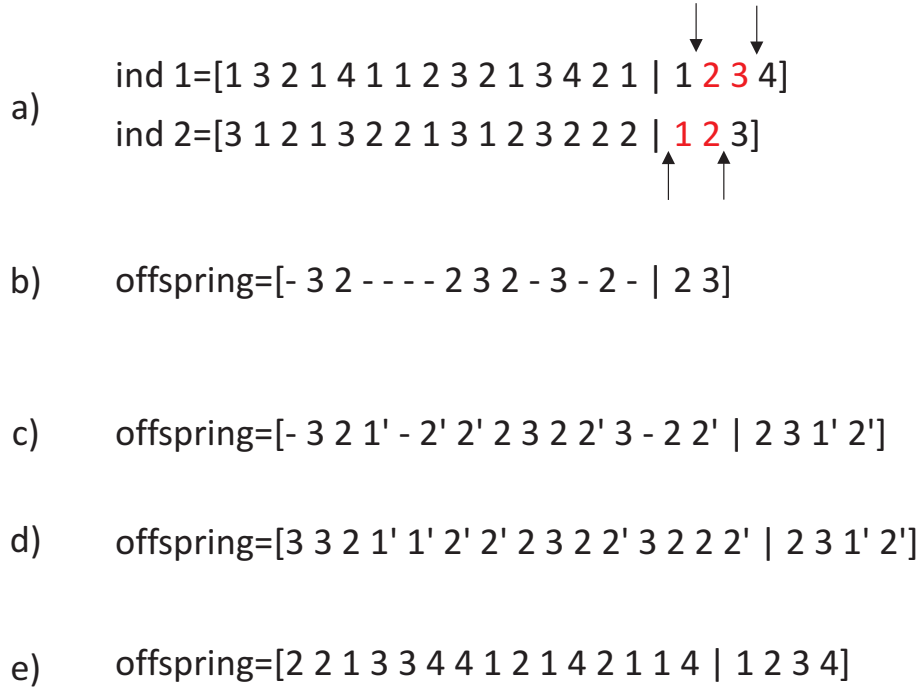 a)
ind 1=[1 3 2 1 4 1 1 2 3 2 1 3 4 2 1 | 1 2 3 4]
ind 2=[3 1 2 1 3 2 2 1 3 1 2 3 2 2 2 | 1 2 3]
b) offspring=[- 3 2 - - - - 2 3 2 - 3 - 2 - | 2 3]
c) offspring=[- 3 2 1' - 2' 2' 2 3 2 2' 3 - 2 2' | 2 3 1' 2']
d) offspring=[3 3 2 1' 1' 2' 2' 2 3 2 2' 3 2 2 2' | 2 3 1' 2']
e) offspring=[2 2 1 3 3 4 4 1 2 1 4 2 1 1 4 | 1 2 3 4]